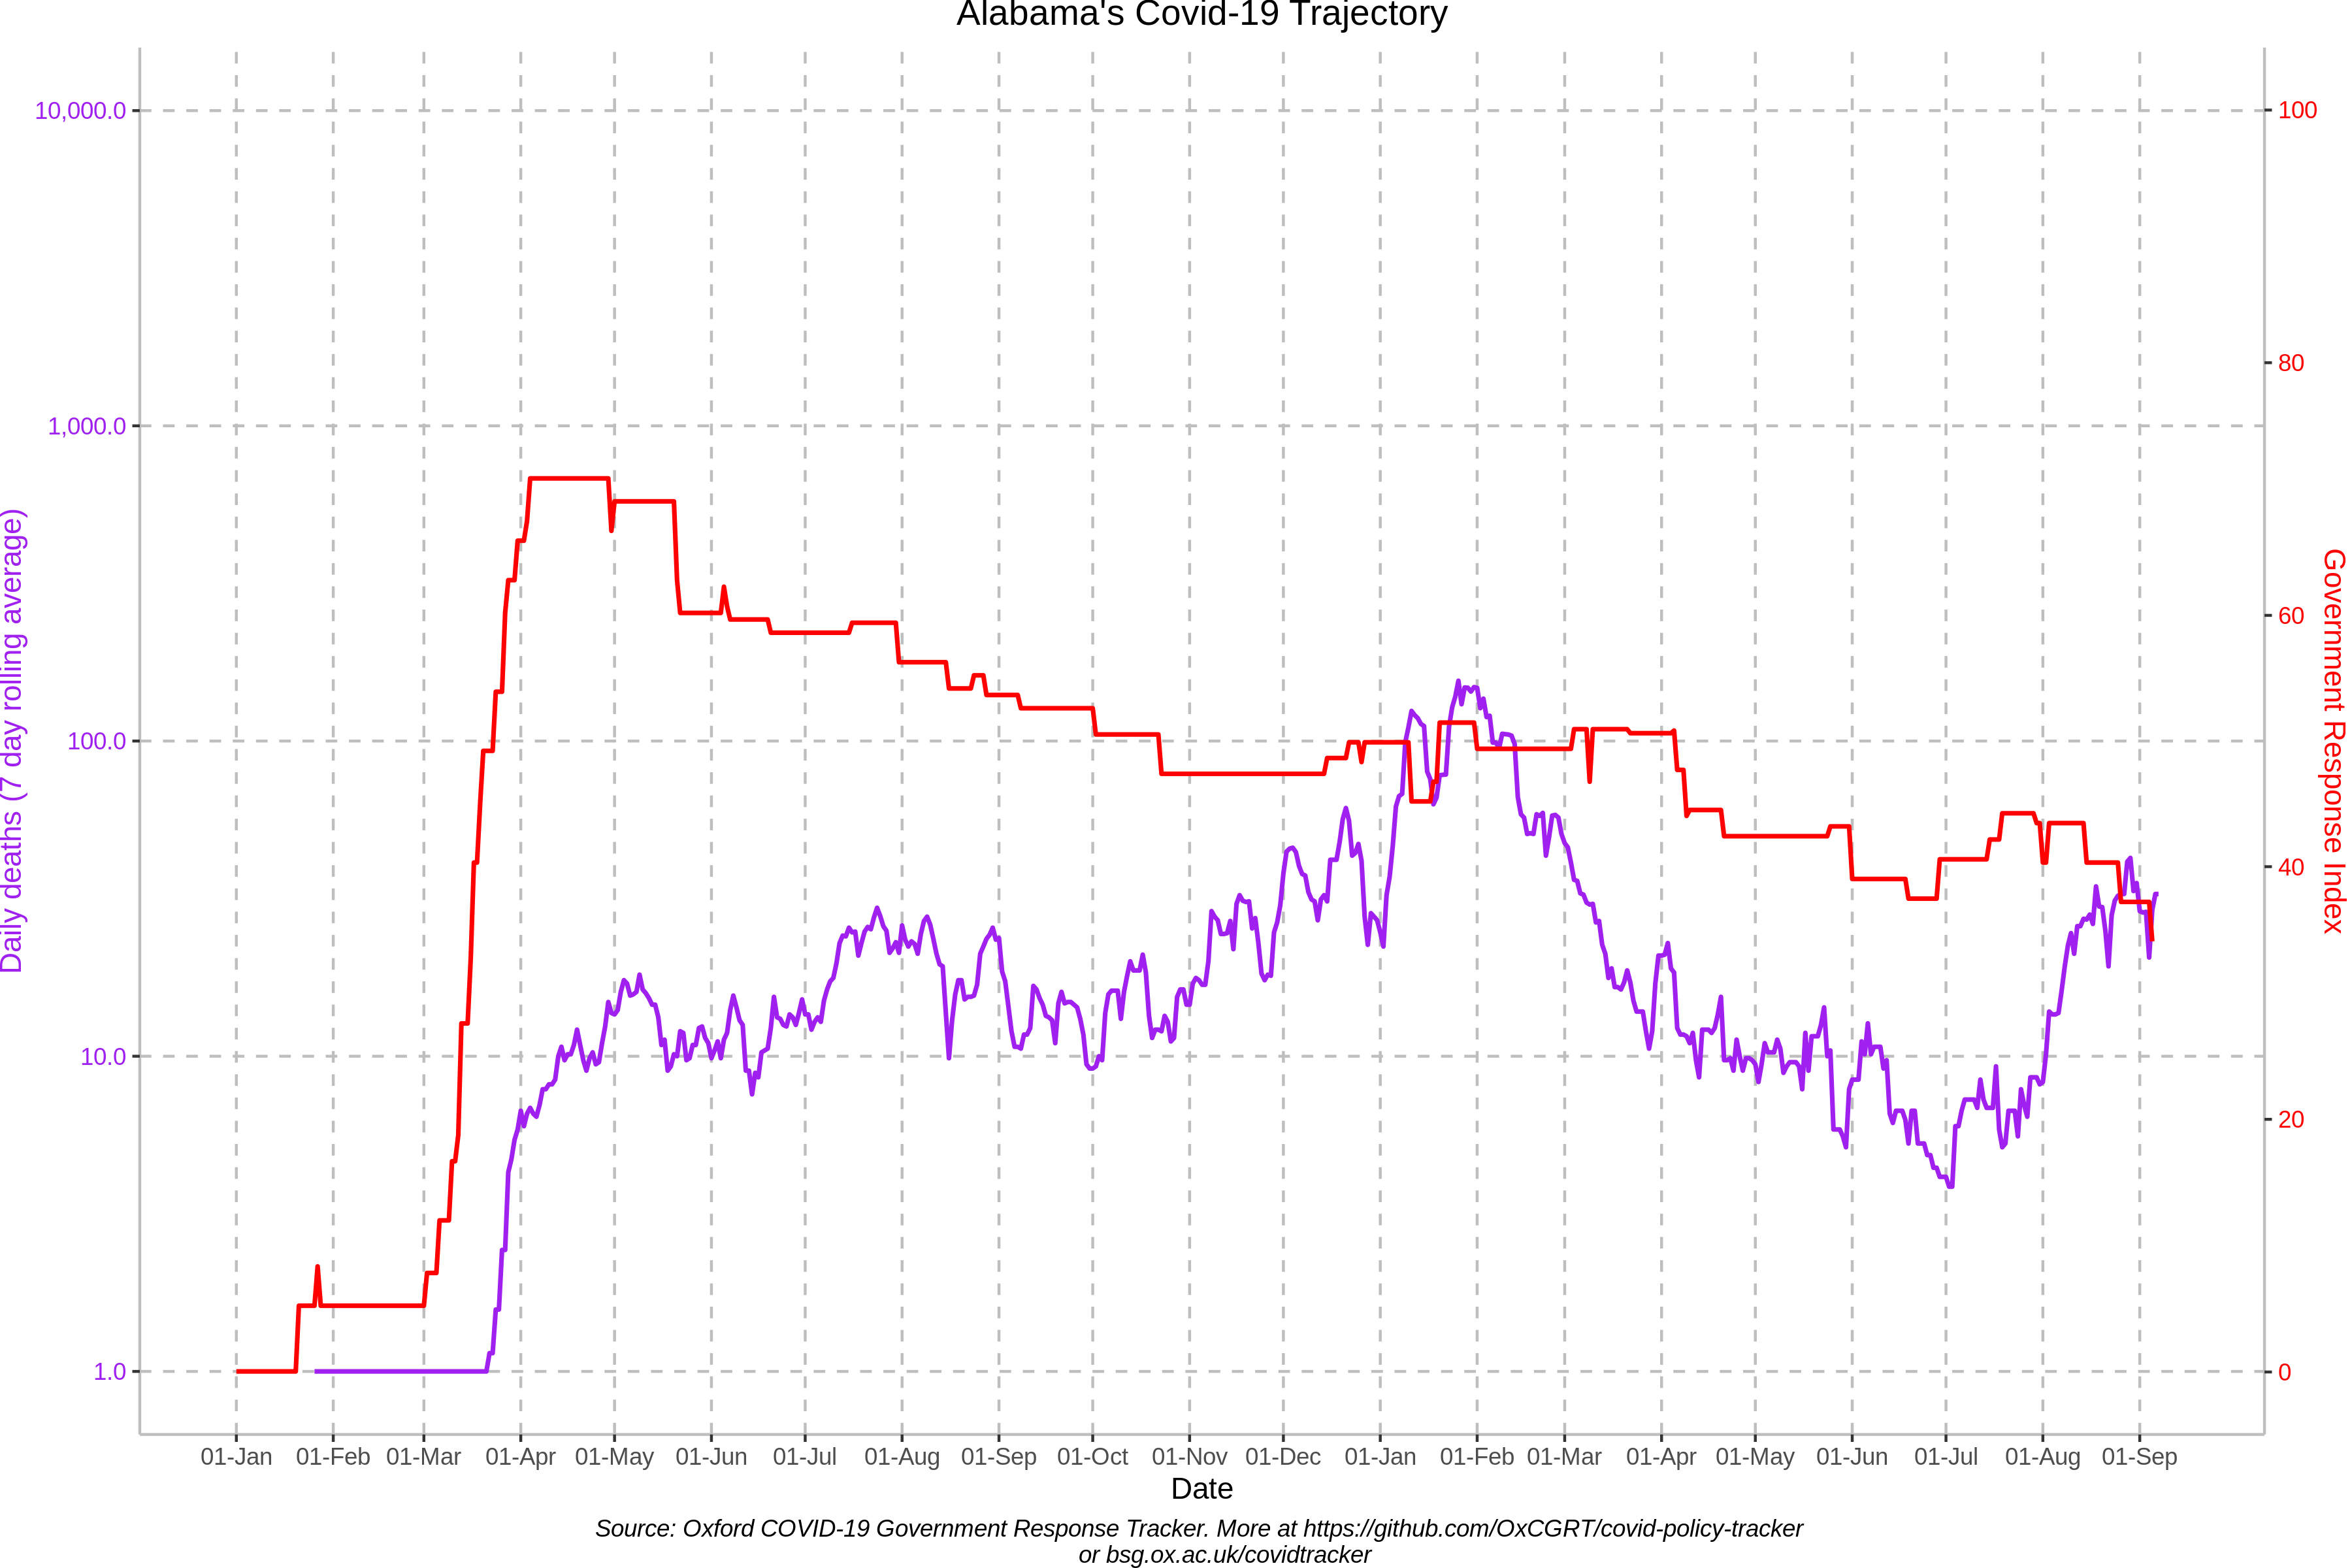 Alabama's Covid-19 Trajectory
Daily deaths (7 day rolling average)
10,000.0
1,000.0
100.0
10.0
1.0
100
80
60
40
20
0
Government Response Index
01-Jan 01-Feb 01-Mar 01-Apr 01-May 01-Jun 01-Jul 01-Aug 01-Sep 01-Oct 01-Nov 01-Dec 01-Jan 01-Feb 01-Mar 01-Apr 01-May 01-Jun 01-Jul 01-Aug 01-Sep
Date
Source: Oxford COVID-19 Government Response Tracker. More at https://github.com/OxCGRT/covid-policy-tracker
or bsg.ox.ac.uk/covidtracker